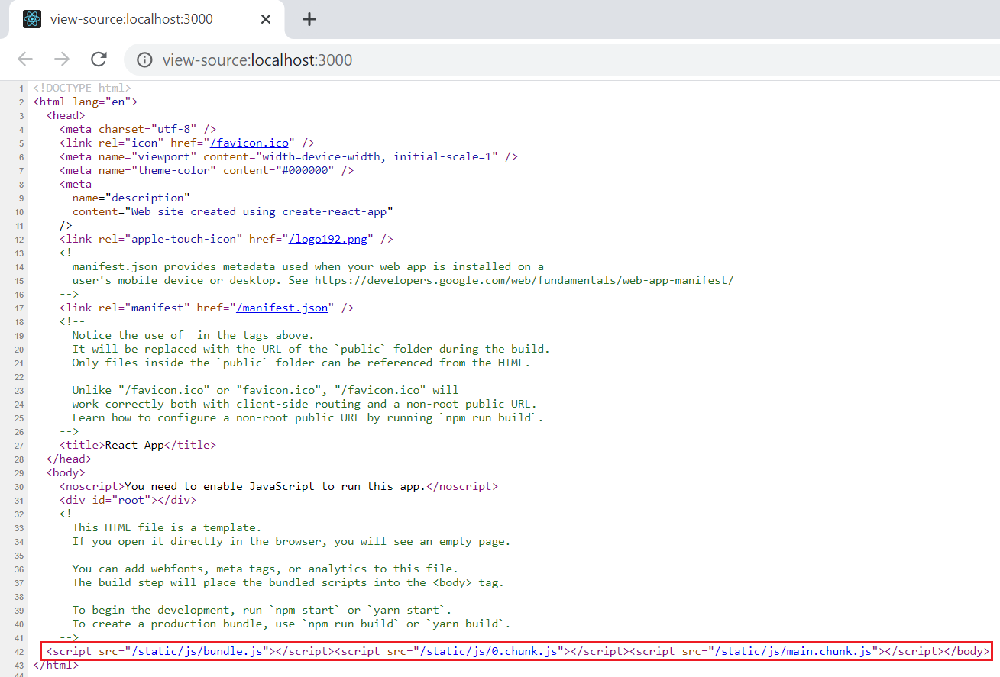 view-source:localhost:3000
view-source:localhost:3000
1 <!DOCTYPE html>
2 <html lang="en">
3   <head>
4     <meta charset="utf-8" />
5     <link rel="icon" href="/favicon.ico" />
6     <meta name="viewport" content="width=device-width, initial-scale=1" />
7     <meta name="theme-color" content="#000000" />
8     <meta
9       name="description"
10       content="Web site created using create-react-app"
11     />
12     <link rel="apple-touch-icon" href="/logo192.png" />
13     <!--
14       manifest.json provides metadata used when your web app is installed on a
15       user's mobile device or desktop. See https://developers.google.com/web/fundamentals/web-app-manifest/
16     -->
17     <link rel="manifest" href="/manifest.json" />
18     <!--
19       Notice the use of  in the tags above.
20       It will be replaced with the URL of the `public` folder during the build.
21       Only files inside the `public` folder can be referenced from the HTML.
22
23       Unlike "/favicon.ico" or "favicon.ico", "/favicon.ico" will
24       work correctly both with client-side routing and a non-root public URL.
25       Learn how to configure a non-root public URL by running `npm run build`.
26     -->
27     <title>React App</title>
28   </head>
29   <body>
30     <noscript>You need to enable JavaScript to run this app.</noscript>
31     <div id="root"></div>
32     <!--
33       This HTML file is a template.
34       If you open it directly in the browser, you will see an empty page.
35
36       You can add webfonts, meta tags, or analytics to this file.
37       The build step will place the bundled scripts into the <body> tag.
38
39       To begin the development, run `npm start` or `yarn start`.
40       To create a production bundle, use `npm run build` or `yarn build`.
41     -->
42   <script src="/static/js/bundle.js"></script><script src="/static/js/0.chunk.js"></script><script src="/static/js/main.chunk.js"></script></body>
43 </html>
44